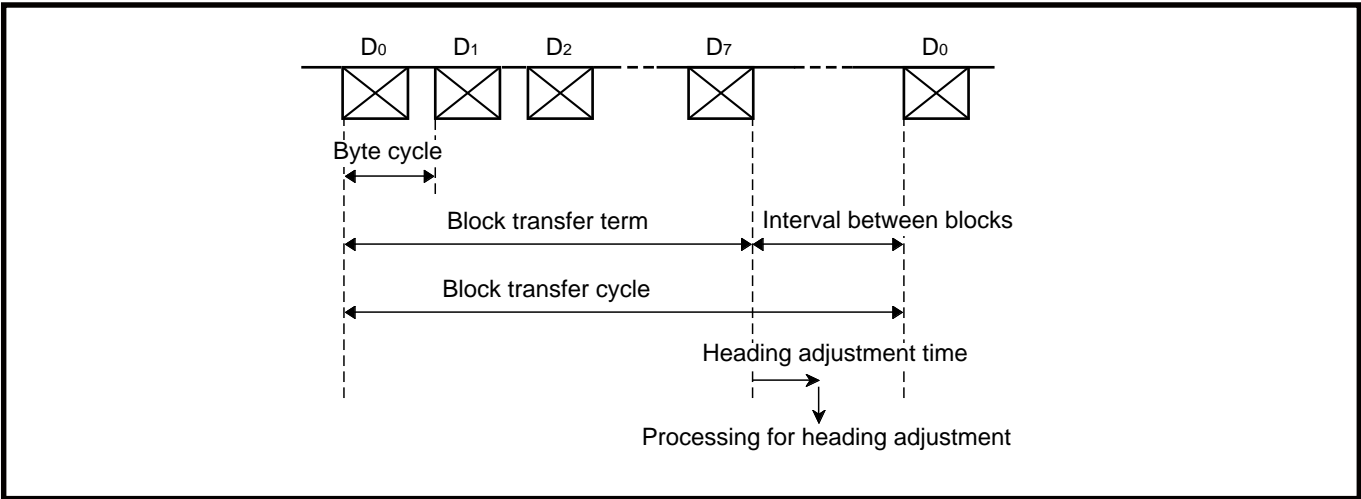 D0 D1 D2 D7 D0
Byte cycle
Block transfer term Interval between blocks
Block transfer cycle
Heading adjustment time
Processing for heading adjustment